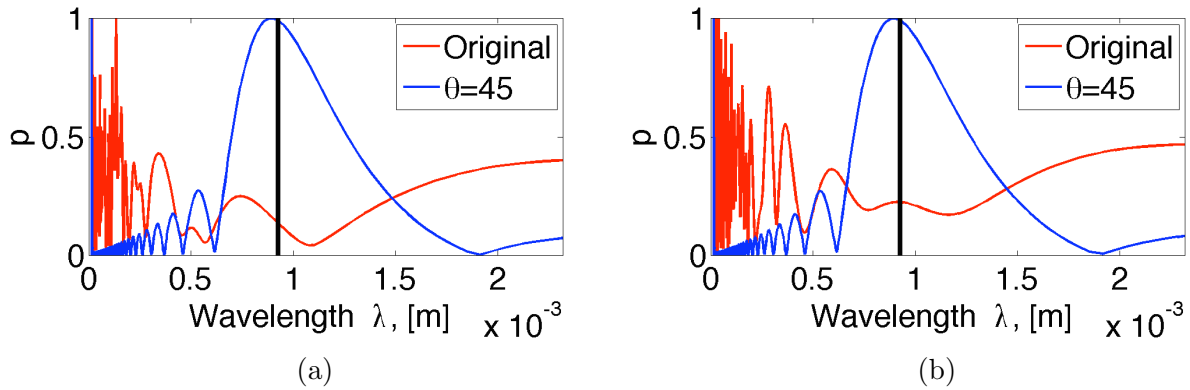 1
Original
θ=45
0.5
p
0
0
0.5
1
1.5
2
Wavelength λ, [m]
x 10⁻³
(a)
1
Original
θ=45
0.5
p
0
0
0.5
1
1.5
2
Wavelength λ, [m]
x 10⁻³
(b)